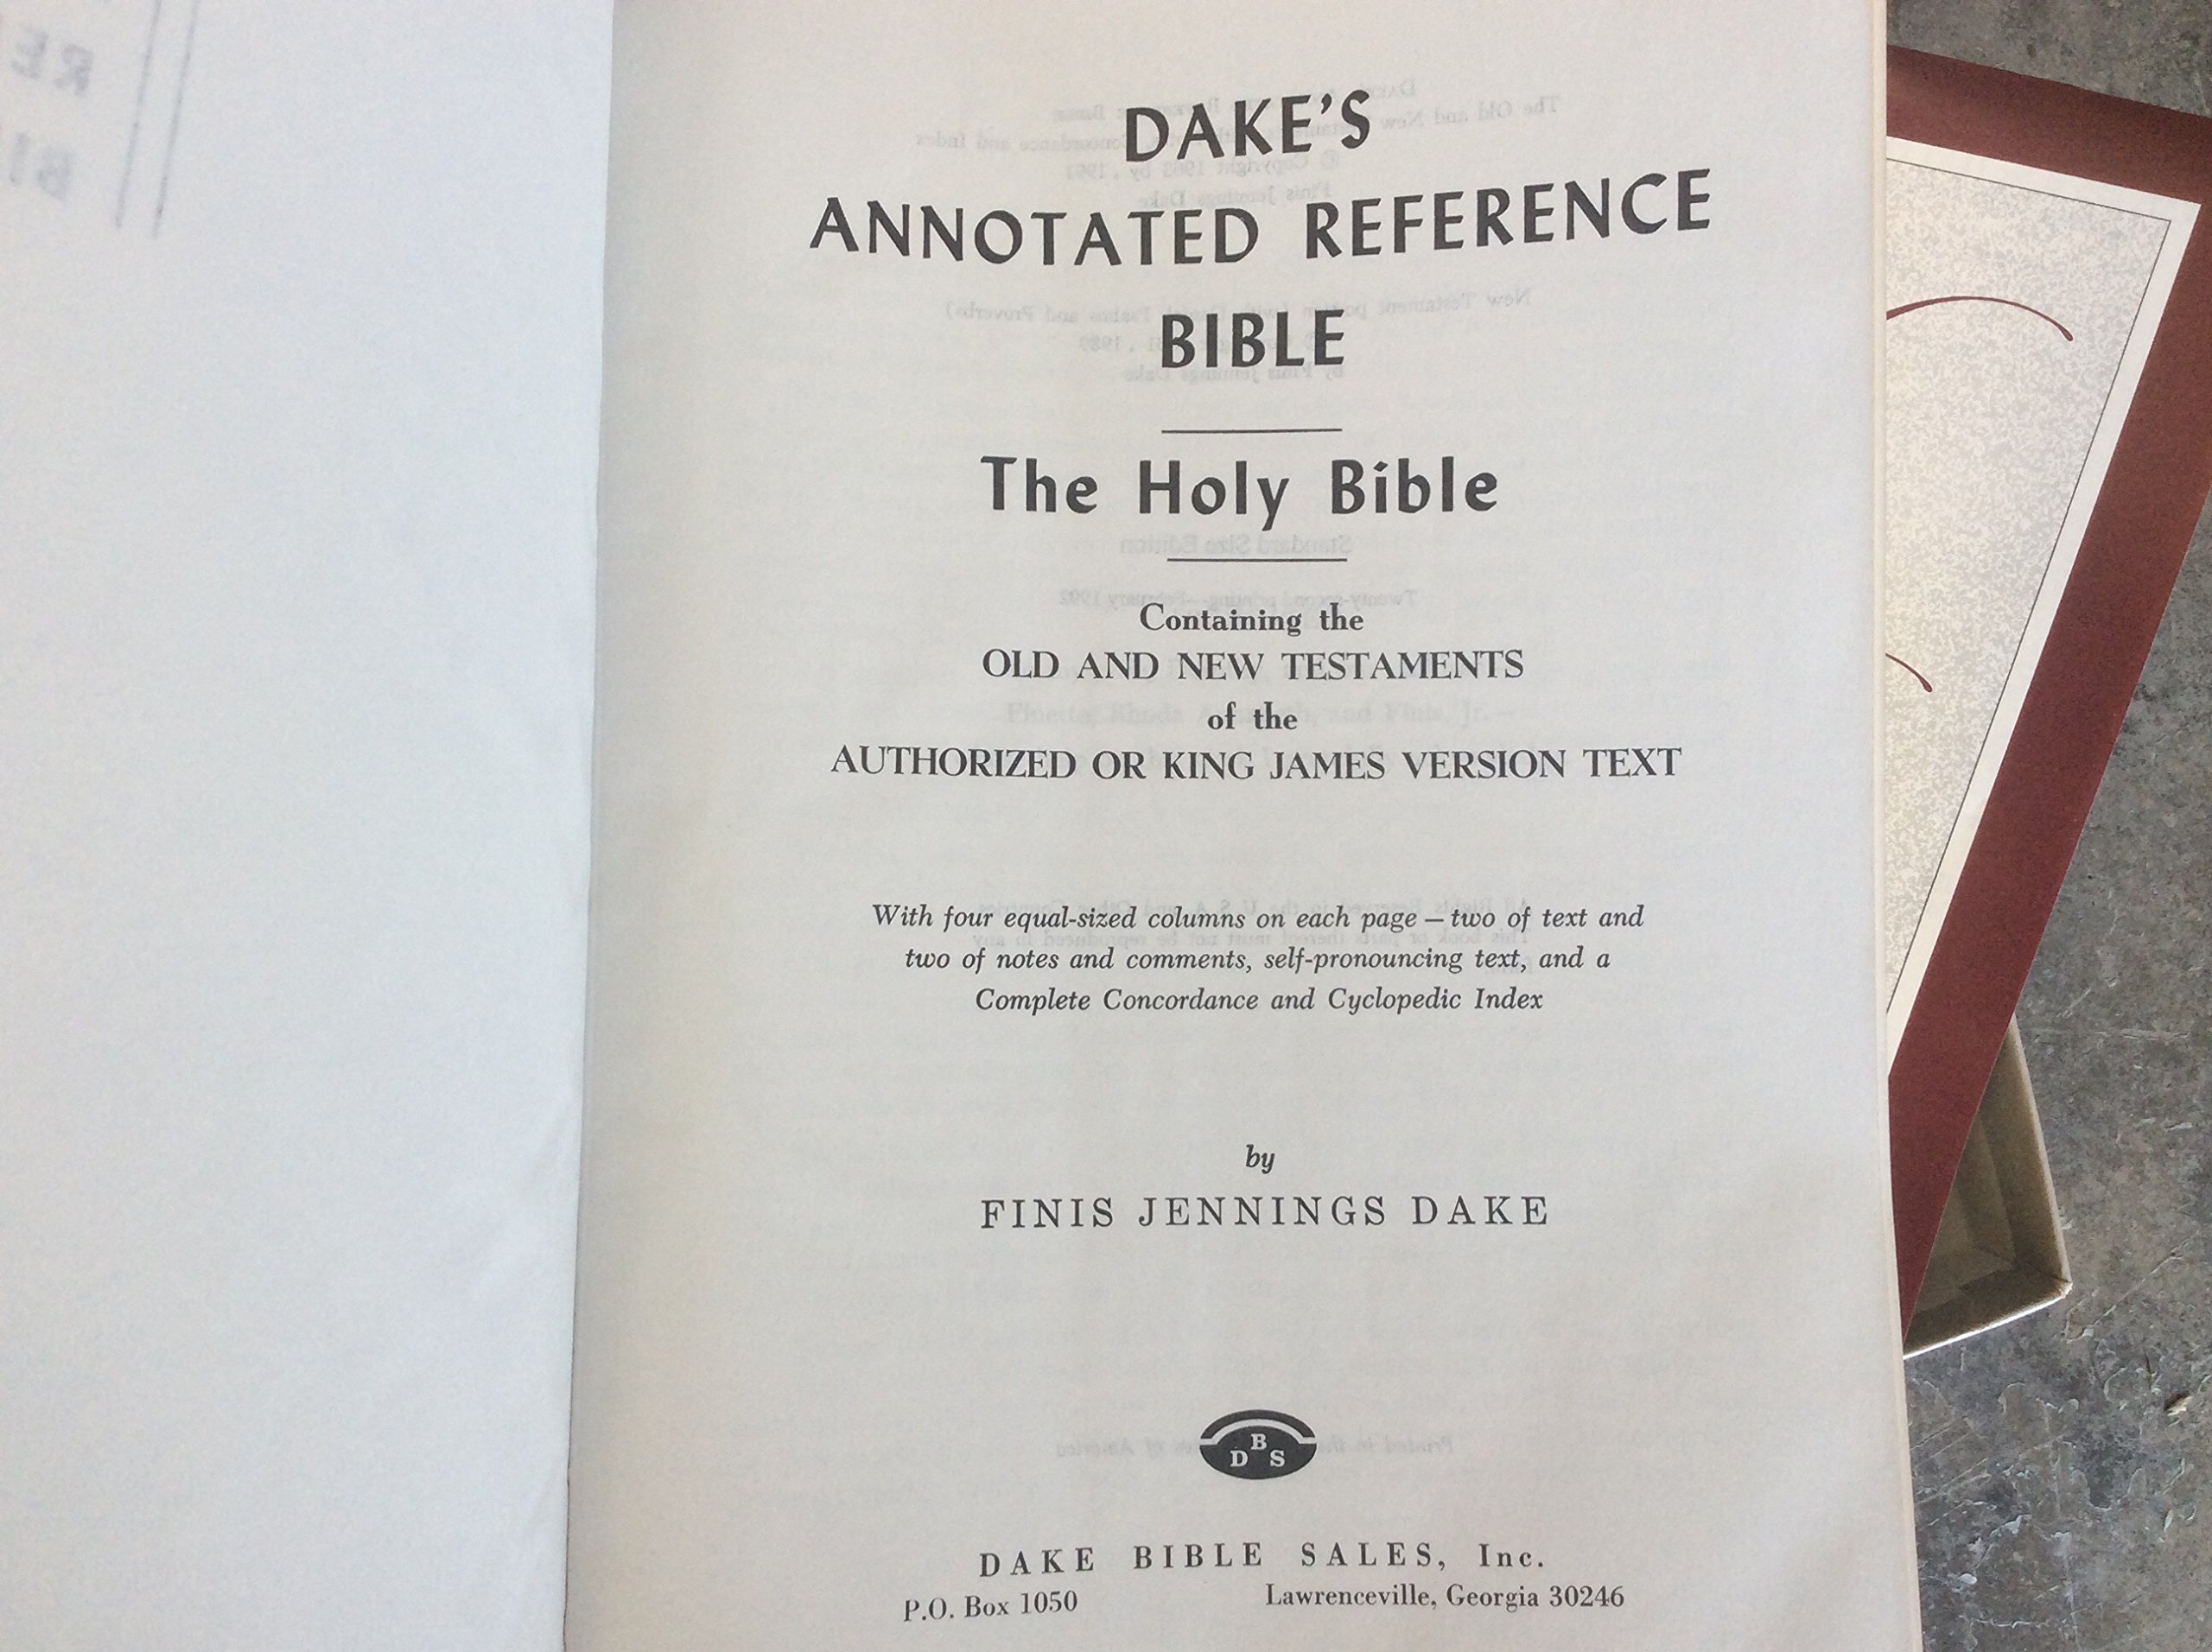 DAKE'S
ANNOTATED REFERENCE
BIBLE
The Holy Bible
Containing the
OLD AND NEW TESTAMENTS
of the
AUTHORIZED OR KING JAMES VERSION TEXT
With four equal-sized columns on each page — two of text and
two of notes and comments, self-pronouncing text, and a
Complete Concordance and Cyclopedic Index
by
FINIS JENNINGS DAKE
D B S
DAKE BIBLE SALES, Inc.
P.O. Box 1050 Lawrenceville, Georgia 30246